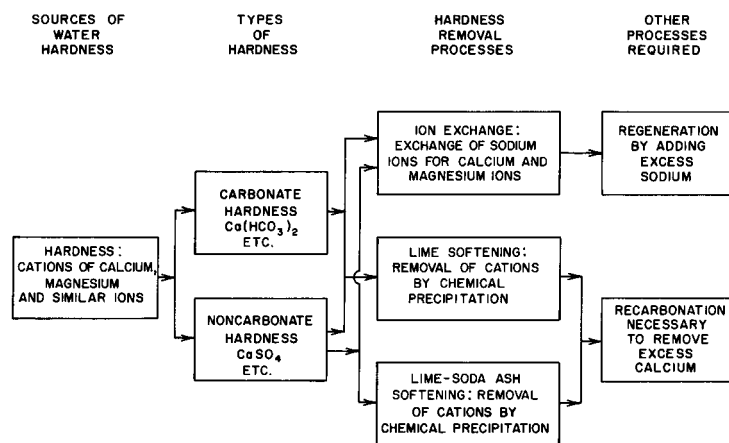 SOURCES OF
WATER
HARDNESS
TYPES
OF
HARDNESS
HARDNESS
REMOVAL
PROCESSES
OTHER
PROCESSES
REQUIRED
HARDNESS:
CATIONS OF CALCIUM,
MAGNESIUM
AND SIMILAR IONS
CARBONATE
HARDNESS
Ca(HCO₃)₂
ETC.
NONCARBONATE
HARDNESS
CaSO₄
ETC.
ION EXCHANGE:
EXCHANGE OF SODIUM
IONS FOR CALCIUM AND
MAGNESIUM IONS
LIME SOFTENING:
REMOVAL OF CATIONS
BY CHEMICAL
PRECIPITATION
LIME-SODA ASH
SOFTENING: REMOVAL
OF CATIONS BY
CHEMICAL PRECIPITATION
REGENERATION
BY ADDING
EXCESS
SODIUM
RECARBONATION
NECESSARY
TO REMOVE
EXCESS
CALCIUM